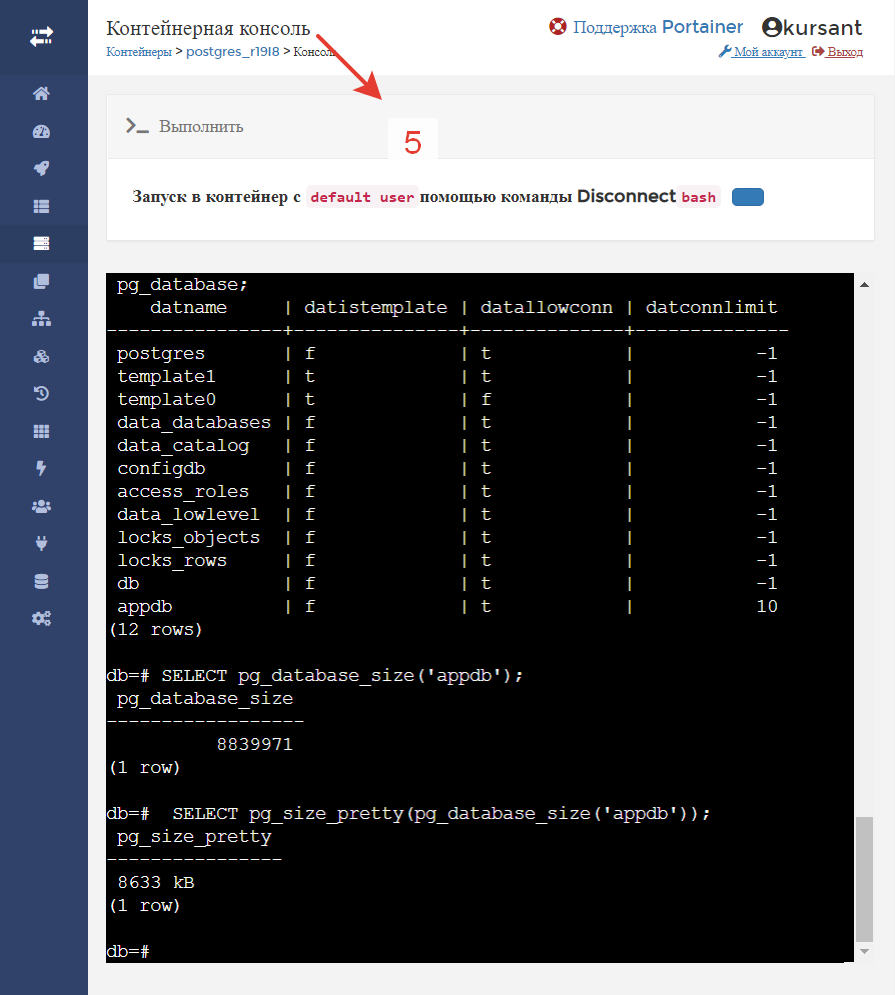 Контейнерная консоль
Поддержка Portainer
kursant
Контейнеры > postgres_r19l8 > Консоль
Мой аккаунт Выход
>_ Выполнить
5
Запуск в контейнер с default user помощью команды Disconnect bash
pg_database;
datname | datistemplate | datallowconn | datconnlimit
----------------+---------------+--------------+--------------
postgres | f | t | -1
template1 | t | t | -1
template0 | t | f | -1
data_databases | f | t | -1
data_catalog | f | t | -1
configdb | f | t | -1
access_roles | f | t | -1
data_lowlevel | f | t | -1
locks_objects | f | t | -1
locks_rows | f | t | -1
db | f | t | -1
appdb | f | t | 10
(12 rows)
db=# SELECT pg_database_size('appdb');
pg_database_size
------------------
8839971
(1 row)
db=#  SELECT pg_size_pretty(pg_database_size('appdb'));
pg_size_pretty
----------------
8633 kB
(1 row)
db=#